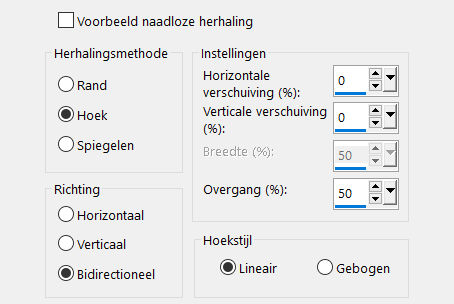 Voorbeeld naadloze herhaling
Herhalingsmethode
Rand
Hoek
Spiegelen
Richting
Horizontaal
Verticaal
Bidirectioneel
Instellingen
Horizontale
verschuiving (%):
0
Verticale verschuiving
(%):
0
Breedte (%):
50
Overgang (%):
50
Hoekstijl
Lineair
Gebogen